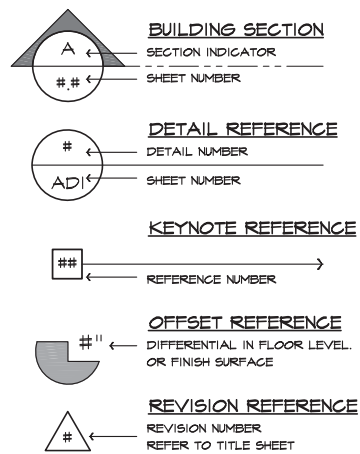 BUILDING SECTION
A
SECTION INDICATOR
#.#
SHEET NUMBER
DETAIL REFERENCE
#
DETAIL NUMBER
AD1
SHEET NUMBER
KEYNOTE REFERENCE
##
REFERENCE NUMBER
OFFSET REFERENCE
#"
DIFFERENTIAL IN FLOOR LEVEL.
OR FINISH SURFACE
REVISION REFERENCE
REVISION NUMBER
#
REFER TO TITLE SHEET